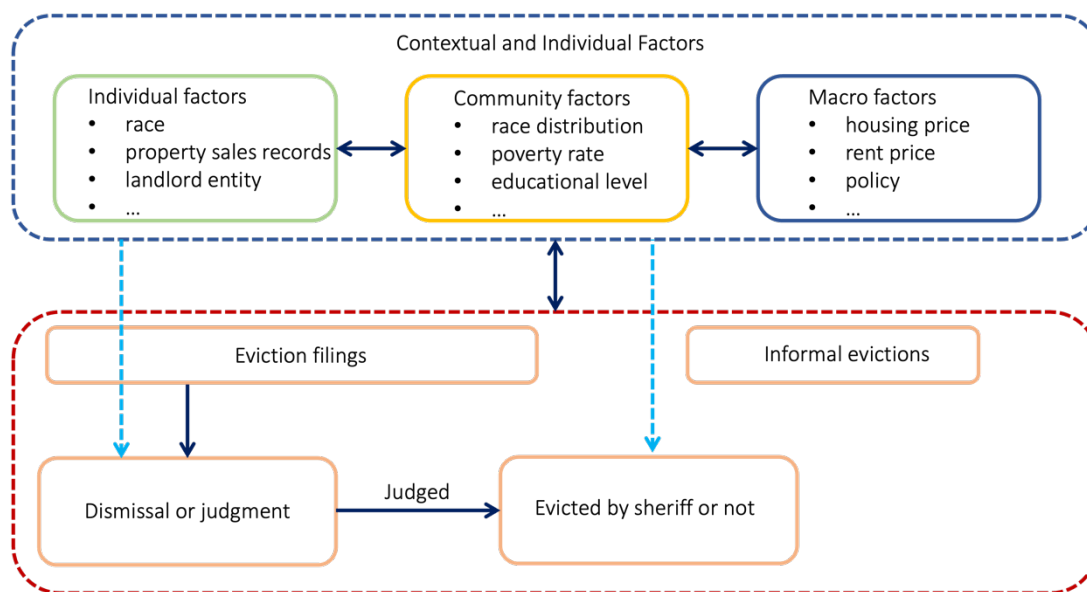 Contextual and Individual Factors
Individual factors
• race
• property sales records
• landlord entity
• ...
Community factors
• race distribution
• poverty rate
• educational level
• ...
Macro factors
• housing price
• rent price
• policy
• ...
Eviction filings
Informal evictions
Dismissal or judgment
Judged
Evicted by sheriff or not